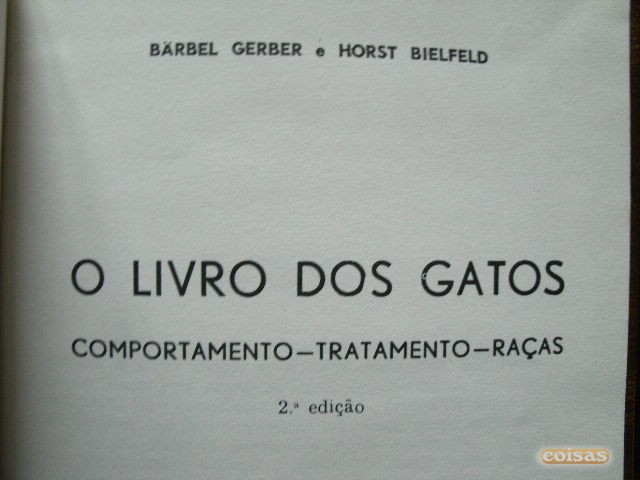 BÄRBEL GERBER e HORST BIELFELD
O LIVRO DOS GATOS
COMPORTAMENTO—TRATAMENTO—RAÇAS
2.ª edição
coisas